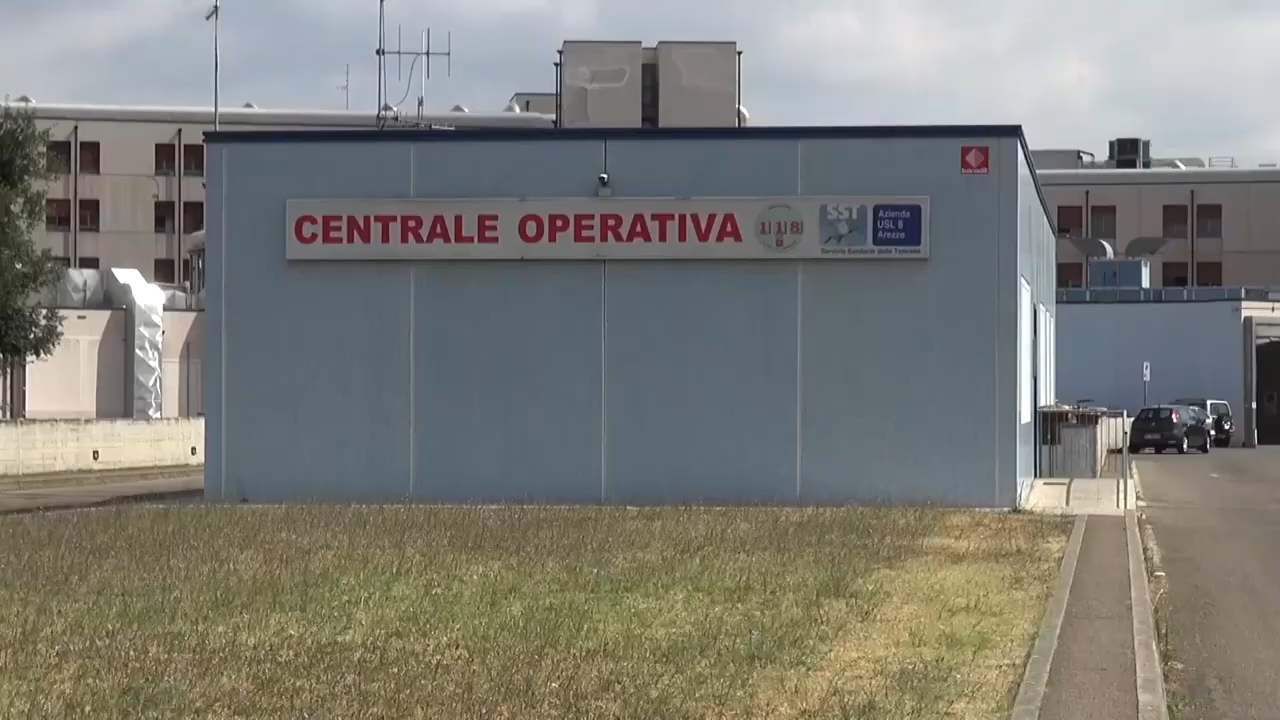 CENTRALE OPERATIVA
118
SST
Servizio Sanitario della Toscana
Azienda
USL 8
Arezzo